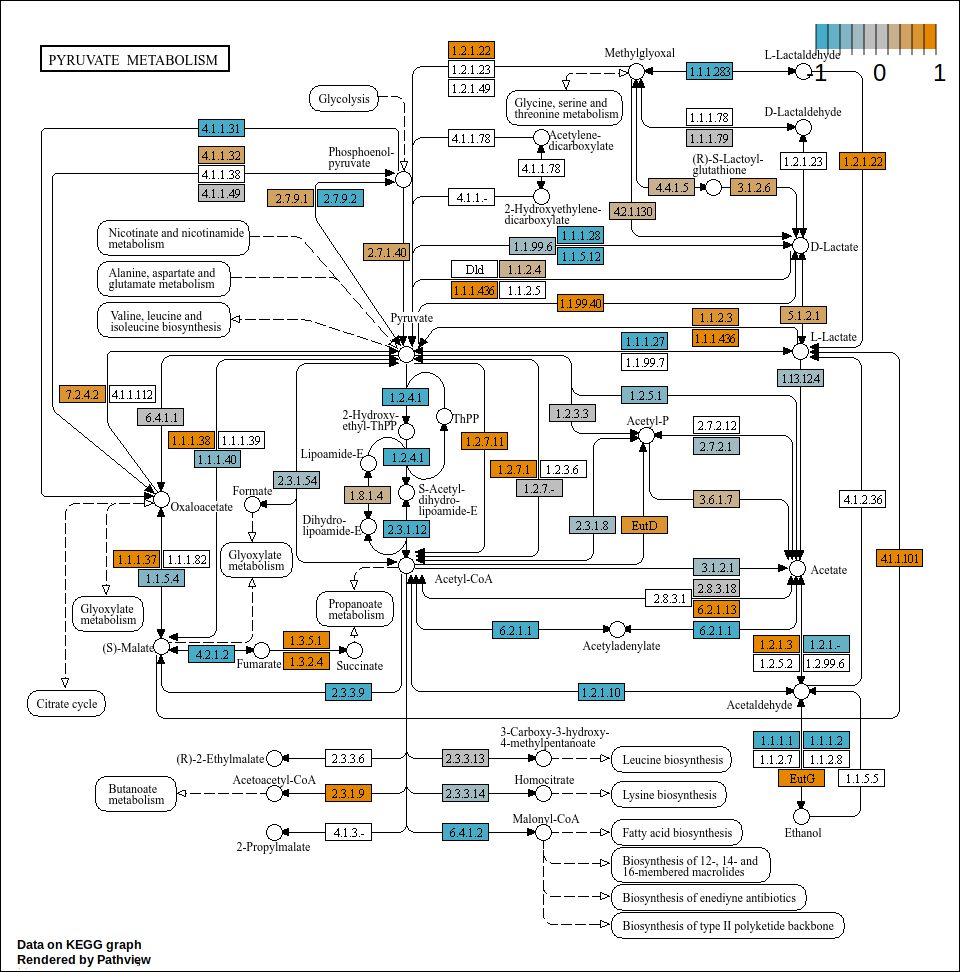 PYRUVATE METABOLISM
-1 0 1
1.2.1.22
1.2.1.23
1.2.1.49
Methylglyoxal
1.1.1.283
L-Lactaldehyde
Glycolysis
Glycine, serine and
threonine metabolism
1.1.1.78
1.1.1.79
D-Lactaldehyde
4.1.1.31
4.1.1.32
4.1.1.38
4.1.1.49
Phosphoenol-
pyruvate
4.1.1.78
Acetylene-
dicarboxylate
4.1.1.78
(R)-S-Lactoyl-
glutathione
1.2.1.23
1.2.1.22
2.7.9.1
2.7.9.2
4.1.1.-
2-Hydroxyethylene-
dicarboxylate
4.4.1.5
3.1.2.6
4.2.1.130
Nicotinate and nicotinamide
metabolism
2.7.1.40
1.1.99.6
1.1.1.28
1.1.5.12
D-Lactate
Alanine, aspartate and
glutamate metabolism
Dld
1.1.2.4
1.1.1.436
1.1.2.5
1.1.99.40
Valine, leucine and
isoleucine biosynthesis
Pyruvate
1.1.2.3
1.1.1.436
5.1.2.1
1.1.1.27
1.1.99.7
L-Lactate
1.13.12.4
7.2.4.2
4.1.1.112
6.4.1.1
1.2.4.1
1.2.5.1
1.2.3.3
2-Hydroxy-
ethyl-ThPP
ThPP
Acetyl-P
2.7.2.12
2.7.2.1
1.1.1.38
1.1.1.39
1.1.1.40
1.2.7.11
Lipoamide-E
1.2.4.1
1.2.7.1
1.2.3.6
1.2.7.-
2.3.1.54
Formate
1.8.1.4
S-Acetyl-
dihydro-
lipoamide-E
3.6.1.7
1.2.1.36
4.1.2.36
Oxaloacetate
Dihydro-
lipoamide-E
2.3.1.12
2.3.1.8
EutD
1.1.1.37
1.1.1.82
1.1.5.4
Glyoxylate
metabolism
Acetyl-CoA
3.1.2.1
Acetate
4.1.1.101
2.8.3.18
2.8.3.1
6.2.1.13
Glyoxylate
metabolism
Propanoate
metabolism
6.2.1.1
Acetyladenylate
6.2.1.1
(S)-Malate
4.2.1.2
Fumarate
1.3.5.1
1.3.2.4
Succinate
1.2.1.3
1.2.1.-
1.2.5.2
1.2.99.6
Citrate cycle
2.3.3.9
1.2.1.10
Acetaldehyde
3-Carboxy-3-hydroxy-
4-methylpentanoate
1.1.1.1
1.1.1.2
1.1.2.7
1.1.2.8
(R)-2-Ethylmalate
2.3.3.6
2.3.3.13
Leucine biosynthesis
EutG
1.1.5.5
Butanoate
metabolism
Acetoacetyl-CoA
2.3.1.9
2.3.3.14
Homocitrate
Lysine biosynthesis
Ethanol
2-Propylmalate
4.1.3.-
6.4.1.2
Malonyl-CoA
Fatty acid biosynthesis
Biosynthesis of 12-, 14- and
16-membered macrolides
Biosynthesis of enediyne antibiotics
Biosynthesis of type II polyketide backbone
Data on KEGG graph
Rendered by Pathview